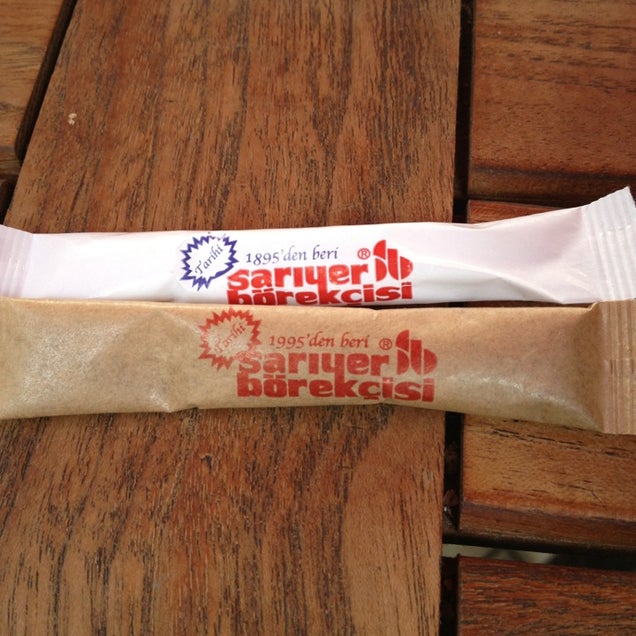 Tarihi
1895'den beri
sarıyer ®
börekçisi
Tarihi
1995'den beri
sarıyer ®
börekçisi